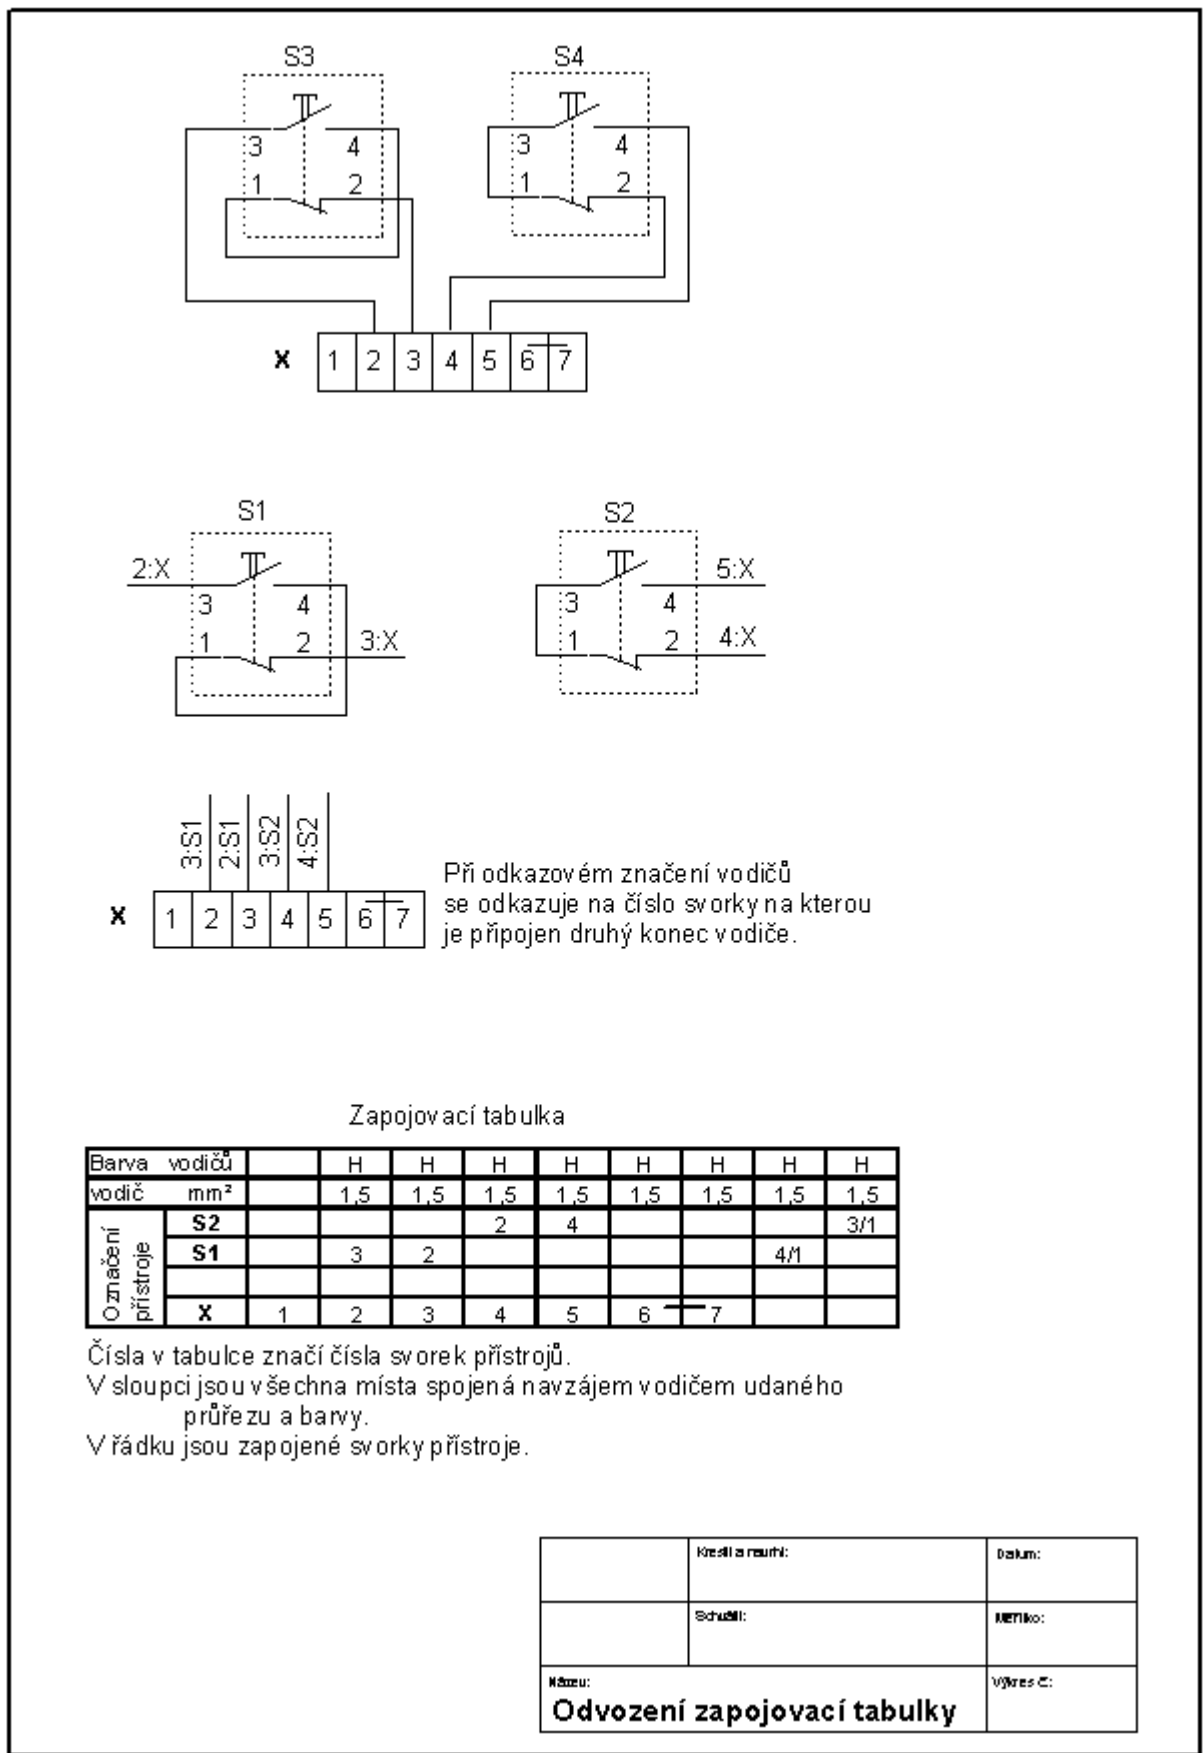 S3 S4
3 4 3 4
1 2 1 2
X 1 2 3 4 5 6 7
S1 S2
2:X 5:X
3 4 3 4
1 2 3:X 1 2 4:X
3:S1 2:S1 3:S2 4:S2
X 1 2 3 4 5 6 7
Při odkazovém značení vodičů
se odkazuje na číslo svorky na kterou
je připojen druhý konec vodiče.
Zapojovací tabulka
Barva vodičů H H H H H H H H
vodič mm² 1,5 1,5 1,5 1,5 1,5 1,5 1,5 1,5
Označení přístroje
S2 2 4 3/1
S1 3 2 4/1
X 1 2 3 4 5 6 7
Čísla v tabulce značí čísla svorek přístrojů.
V sloupci jsou všechna místa spojená navzájem vodičem udaného
průřezu a barvy.
V řádku jsou zapojené svorky přístroje.
Datum:
Výkres č:
Odvození zapojovací tabulky